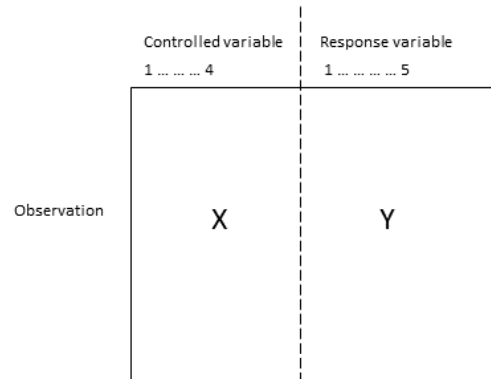 Controlled variable
Response variable
1 ... ... ... 4
1 ... ... ... ... 5
Observation
X
Y